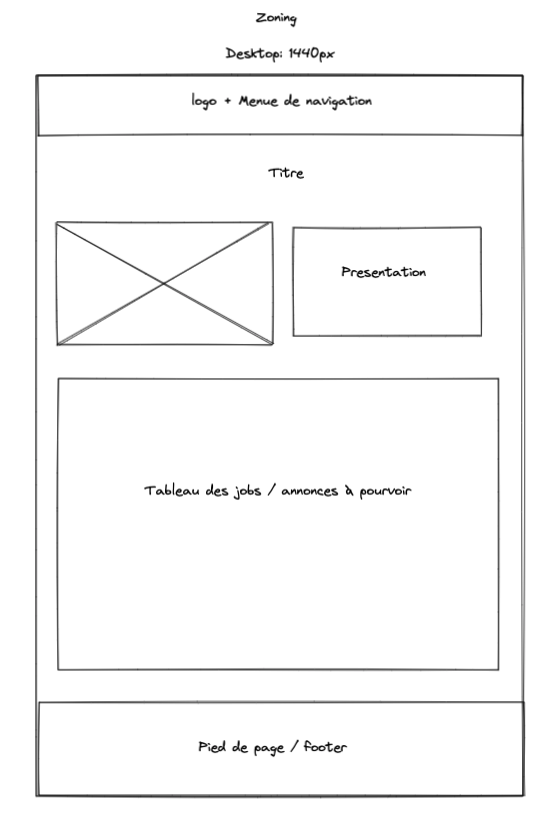 Zoning
Desktop: 1440px
logo + Menue de navigation
Titre
Presentation
Tableau des jobs / annonces à pourvoir
Pied de page / footer